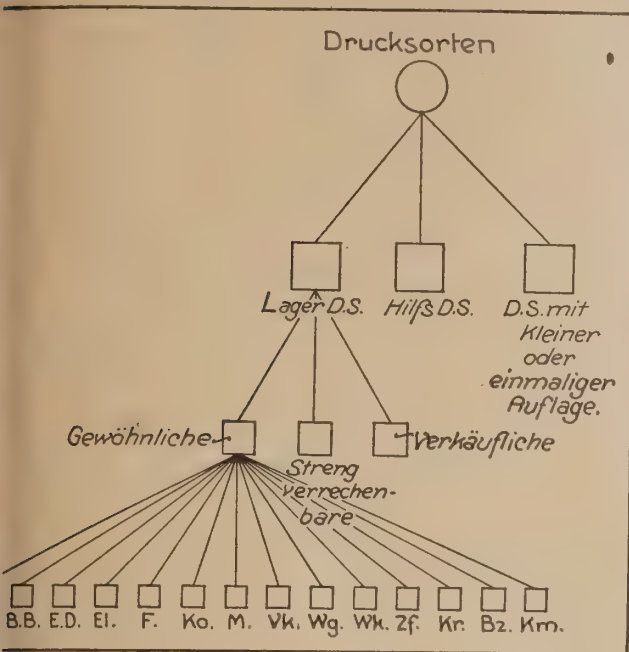 Drucksorten
Lager D.S. Hilfs D.S. D.S. mit
kleiner
oder
einmaliger
Auflage.
Gewöhnliche Verkäufliche
Streng
verrechen-
bare
B.B. E.D. El. F. Ko. M. Vk. Wg. Wk. Zf. Kr. Bz. Km.